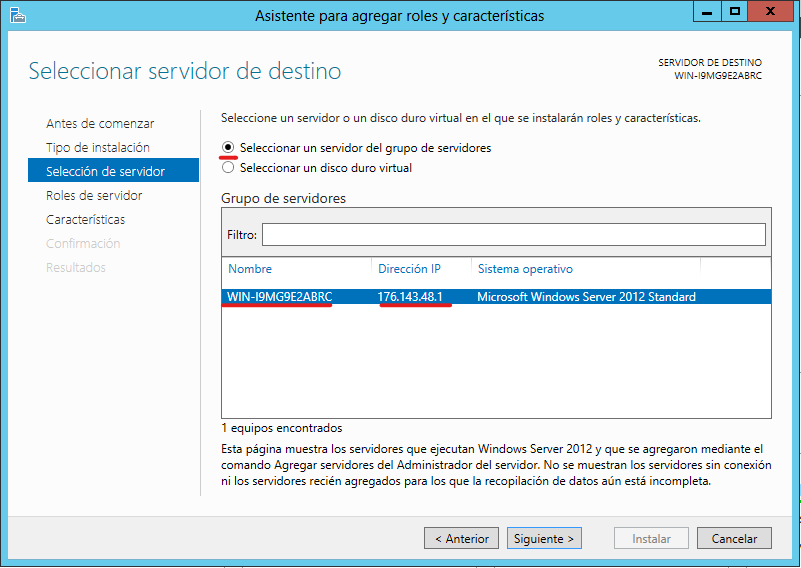 Asistente para agregar roles y características
Seleccionar servidor de destino
SERVIDOR DE DESTINO
WIN-I9MG9E2ABRC
Antes de comenzar
Tipo de instalación
Selección de servidor
Roles de servidor
Características
Confirmación
Resultados
Seleccione un servidor o un disco duro virtual en el que se instalarán roles y características.
Seleccionar un servidor del grupo de servidores
Seleccionar un disco duro virtual
Grupo de servidores
Filtro:
Nombre Dirección IP Sistema operativo
WIN-I9MG9E2ABRC 176.143.48.1 Microsoft Windows Server 2012 Standard
1 equipos encontrados
Esta página muestra los servidores que ejecutan Windows Server 2012 y que se agregaron mediante el
comando Agregar servidores del Administrador del servidor. No se muestran los servidores sin conexión
ni los servidores recién agregados para los que la recopilación de datos aún está incompleta.
< Anterior Siguiente > Instalar Cancelar